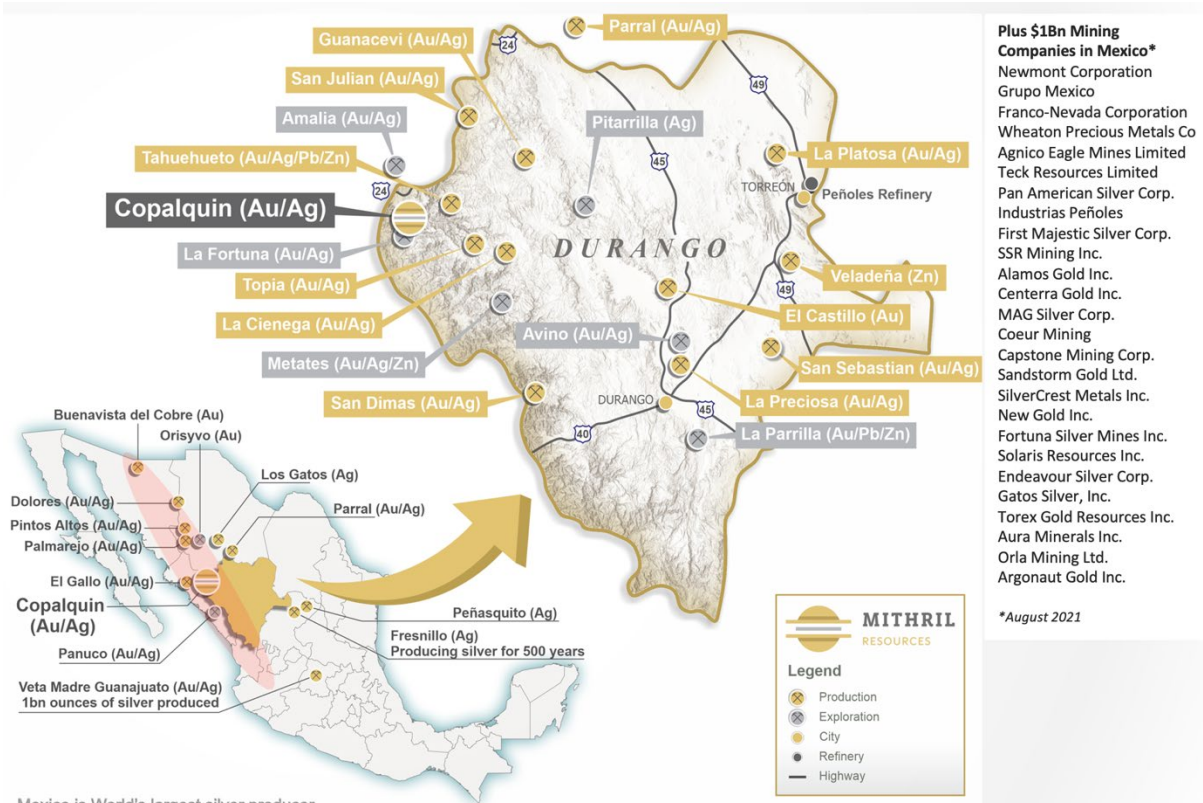 Parral (Au/Ag)
Guanacevi (Au/Ag)
24
49
San Julian (Au/Ag)
Amalia (Au/Ag)
Pitarrilla (Ag)
Tahuehueto (Au/Ag/Pb/Zn)
45
La Platosa (Au/Ag)
24
TORREÓN
Peñoles Refinery
Copalquin (Au/Ag)
La Fortuna (Au/Ag)
DURANGO
Topia (Au/Ag)
Veladeña (Zn)
49
La Cienega (Au/Ag)
El Castillo (Au)
Avino (Au/Ag)
Metates (Au/Ag/Zn)
San Sebastian (Au/Ag)
San Dimas (Au/Ag)
DURANGO
La Preciosa (Au/Ag)
45
40
La Parrilla (Au/Pb/Zn)
Buenavista del Cobre (Au)
Orisyvo (Au)
Los Gatos (Ag)
Dolores (Au/Ag)
Parral (Au/Ag)
Pintos Altos (Au/Ag)
Palmarejo (Au/Ag)
El Gallo (Au/Ag)
Copalquin
(Au/Ag)
Peñasquito (Ag)
Fresnillo (Ag)
Producing silver for 500 years
Panuco (Au/Ag)
Veta Madre Guanajuato (Au/Ag)
1bn ounces of silver produced
Mexico is World's largest silver producer
MITHRIL
RESOURCES
Legend
Production
Exploration
City
Refinery
Highway
Plus $1Bn Mining
Companies in Mexico*
Newmont Corporation
Grupo Mexico
Franco-Nevada Corporation
Wheaton Precious Metals Co
Agnico Eagle Mines Limited
Teck Resources Limited
Pan American Silver Corp.
Industrias Peñoles
First Majestic Silver Corp.
SSR Mining Inc.
Alamos Gold Inc.
Centerra Gold Inc.
MAG Silver Corp.
Coeur Mining
Capstone Mining Corp.
Sandstorm Gold Ltd.
SilverCrest Metals Inc.
New Gold Inc.
Fortuna Silver Mines Inc.
Solaris Resources Inc.
Endeavour Silver Corp.
Gatos Silver, Inc.
Torex Gold Resources Inc.
Aura Minerals Inc.
Orla Mining Ltd.
Argonaut Gold Inc.
*August 2021